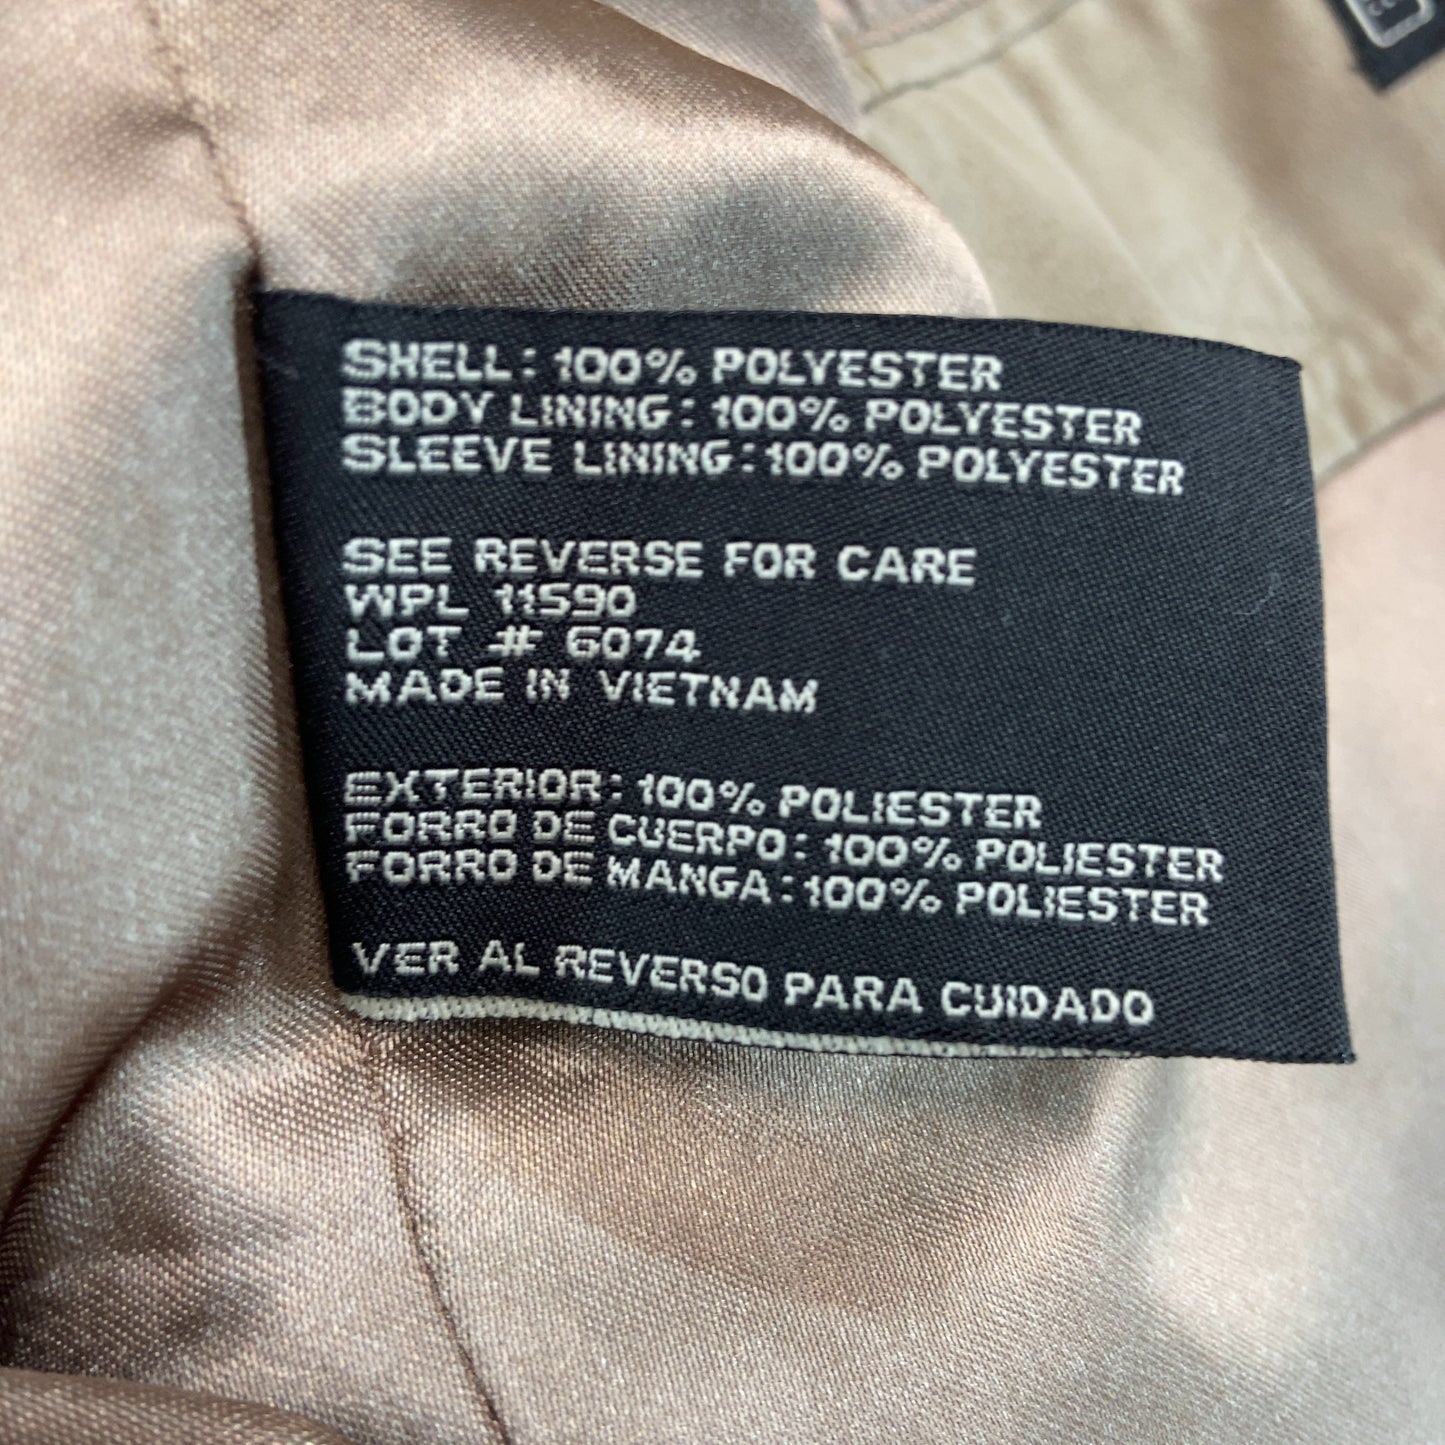 SHELL: 100% POLYESTER
BODY LINING: 100% POLYESTER
SLEEVE LINING: 100% POLYESTER
SEE REVERSE FOR CARE
WPL 11590
LOT # 6074
MADE IN VIETNAM
EXTERIOR: 100% POLIESTER
FORRO DE CUERPO: 100% POLIESTER
FORRO DE MANGA: 100% POLIESTER
VER AL REVERSO PARA CUIDADO